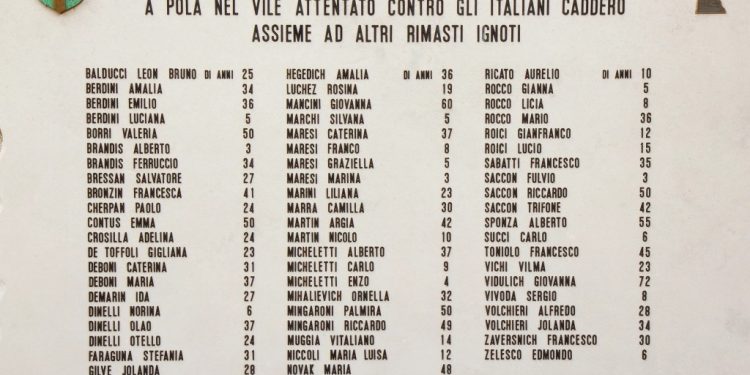 A POLA NEL VILE ATTENTATO CONTRO GLI ITALIANI CADDERO
ASSIEME AD ALTRI RIMASTI IGNOTI
BALDUCCI LEON BRUNO DI ANNI 25
BERDINI AMALIA 34
BERDINI EMILIO 36
BERDINI LUCIANA 5
BORRI VALERIA 50
BRANDIS ALBERTO 3
BRANDIS FERRUCCIO 34
BRESSAN SALVATORE 27
BRONZIN FRANCESCA 41
CHERPAN PAOLO 24
CONTUS EMMA 50
CROSILLA ADELINA 24
DE TOFFOLI GIGLIANA 23
DEBONI CATERINA 31
DEBONI MARIA 37
DEMARIN IDA 27
DINELLI NORINA 6
DINELLI OLAO 37
DINELLI OTELLO 24
FARAGUNA STEFANIA 31
GILVE JOLANDA 28
HEGEDICH AMALIA DI ANNI 36
LUCHEZ ROSINA 19
MANCINI GIOVANNA 60
MARCHI SILVANA 5
MARESI CATERINA 37
MARESI FRANCO 8
MARESI GRAZIELLA 5
MARESI MARINA 3
MARINI LILIANA 23
MARRA CAMILLA 30
MARTIN ARGIA 42
MARTIN NICOLO 10
MICHELETTI ALBERTO 37
MICHELETTI CARLO 9
MICHELETTI ENZO 4
MIHALIEVICH ORNELLA 32
MINGARONI PALMIRA 50
MINGARONI RICCARDO 49
MUGGIA VITALIANO 14
NICCOLI MARIA LUISA 12
NOVAK MARIA 48
RICATO AURELIO DI ANNI 10
ROCCO GIANNA 5
ROCCO LICIA 8
ROCCO MARIO 36
ROICI GIANFRANCO 12
ROICI LUCIO 15
SABATTI FRANCESCO 35
SACCON FULVIO 3
SACCON RICCARDO 50
SACCON TRIFONE 42
SPONZA ALBERTO 55
SUCCI CARLO 6
TONIOLO FRANCESCO 45
VICHI VILMA 23
VIDULICH GIOVANNA 72
VIVODA SERGIO 8
VOLCHIERI ALFREDO 28
VOLCHIERI JOLANDA 34
ZAVERSNICH FRANCESCO 30
ZELESCO EDMONDO 6